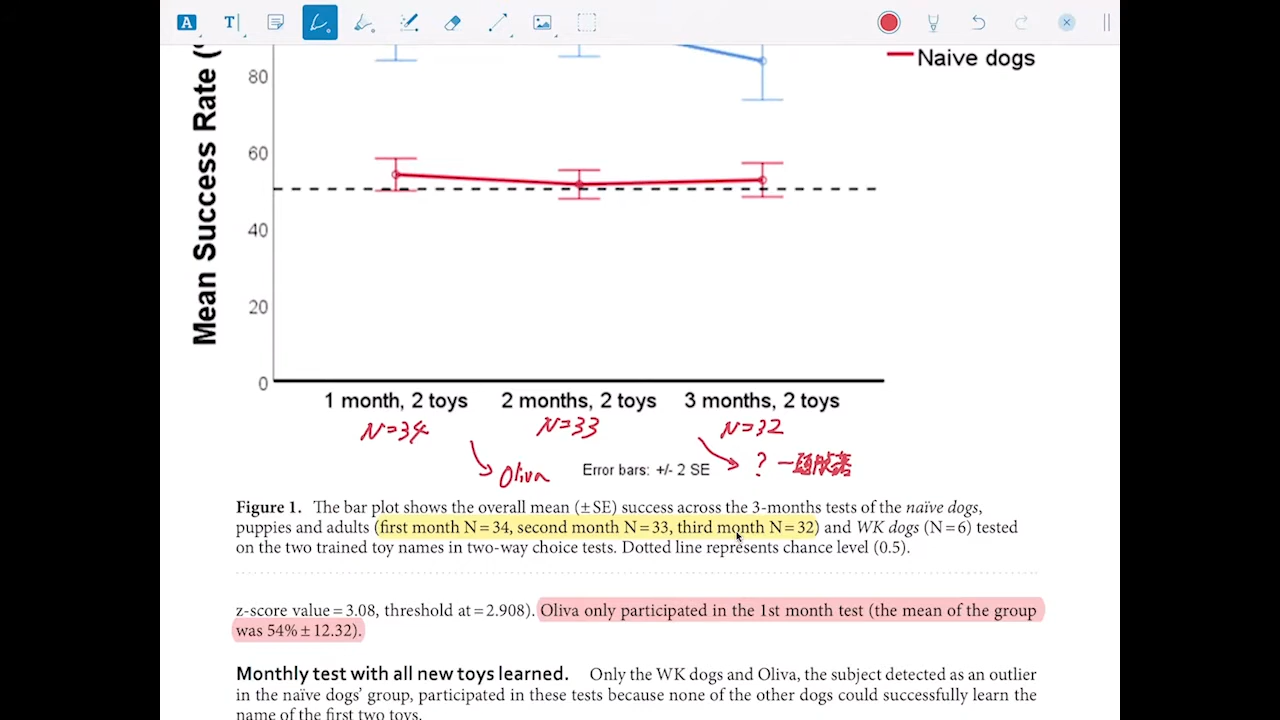 A T
80
60
40
20
0
Mean Success Rate (
Naive dogs
1 month, 2 toys 2 months, 2 toys 3 months, 2 toys
N=34 N=33 N=32
Oliva Error bars: +/- 2 SE ? 一頭脱落
Figure 1. The bar plot shows the overall mean (±SE) success across the 3-months tests of the naïve dogs,
puppies and adults (first month N=34, second month N=33, third month N=32) and WK dogs (N=6) tested
on the two trained toy names in two-way choice tests. Dotted line represents chance level (0.5).
z-score value=3.08, threshold at=2.908). Oliva only participated in the 1st month test (the mean of the group
was 54%±12.32).
Monthly test with all new toys learned. Only the WK dogs and Oliva, the subject detected as an outlier
in the naïve dogs' group, participated in these tests because none of the other dogs could successfully learn the
name of the first two toys.